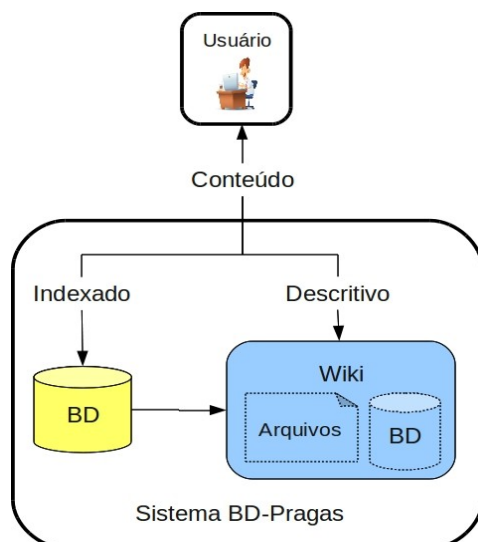 Usuário
Conteúdo
Indexado
Descritivo
Wiki
BD
Arquivos
BD
Sistema BD-Pragas